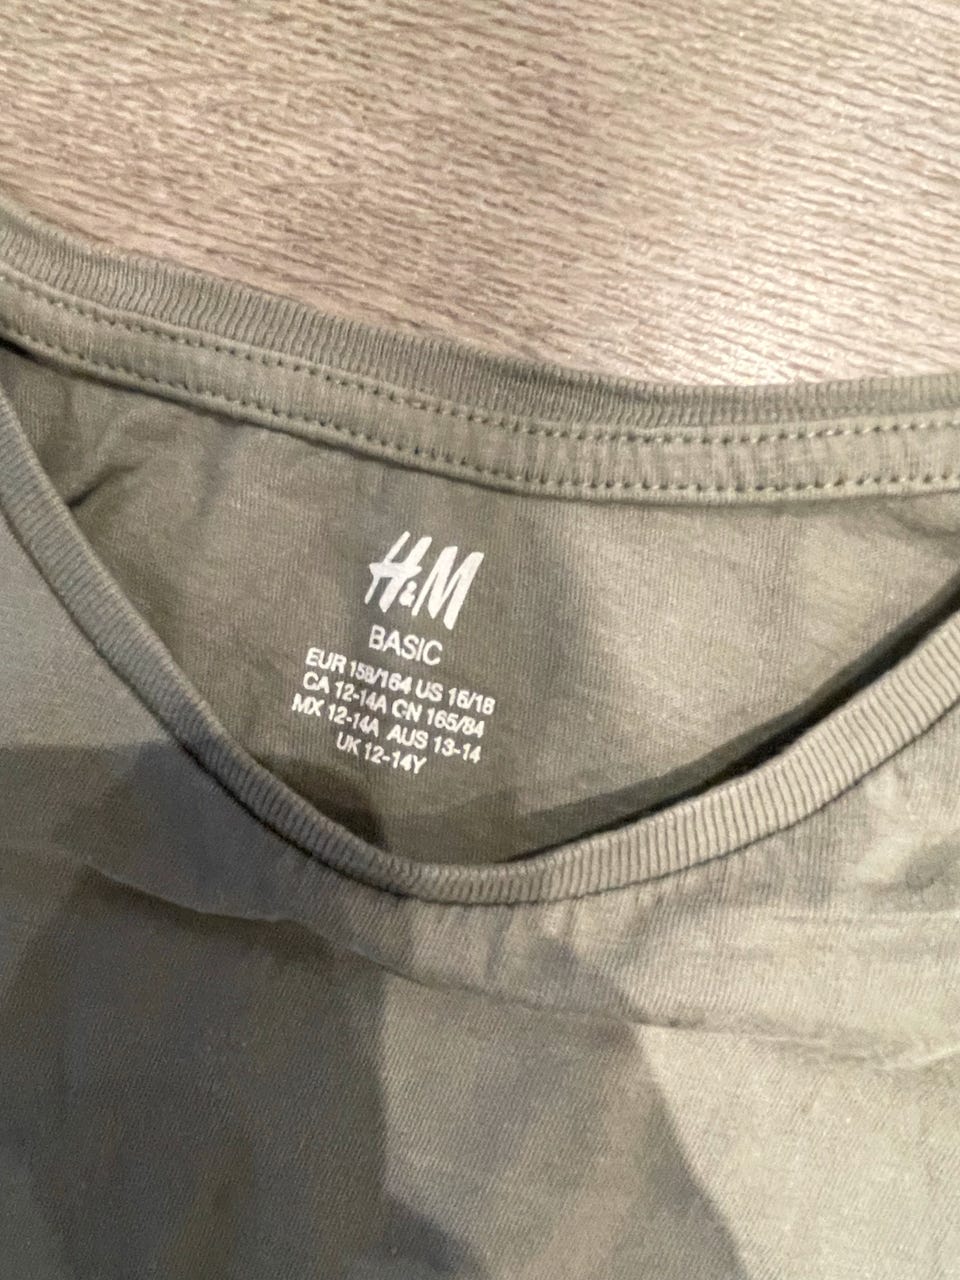 H&M
BASIC
EUR 158/164 US 16/18
CA 12-14A CN 165/84
MX 12-14A AUS 13-14
UK 12-14Y